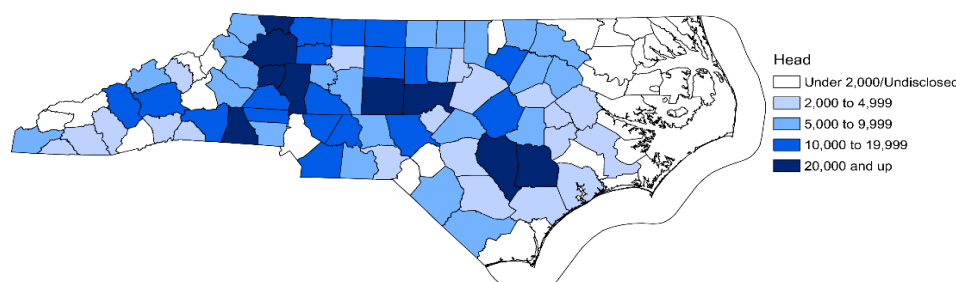 Head
Under 2,000/Undisclosed
2,000 to 4,999
5,000 to 9,999
10,000 to 19,999
20,000 and up